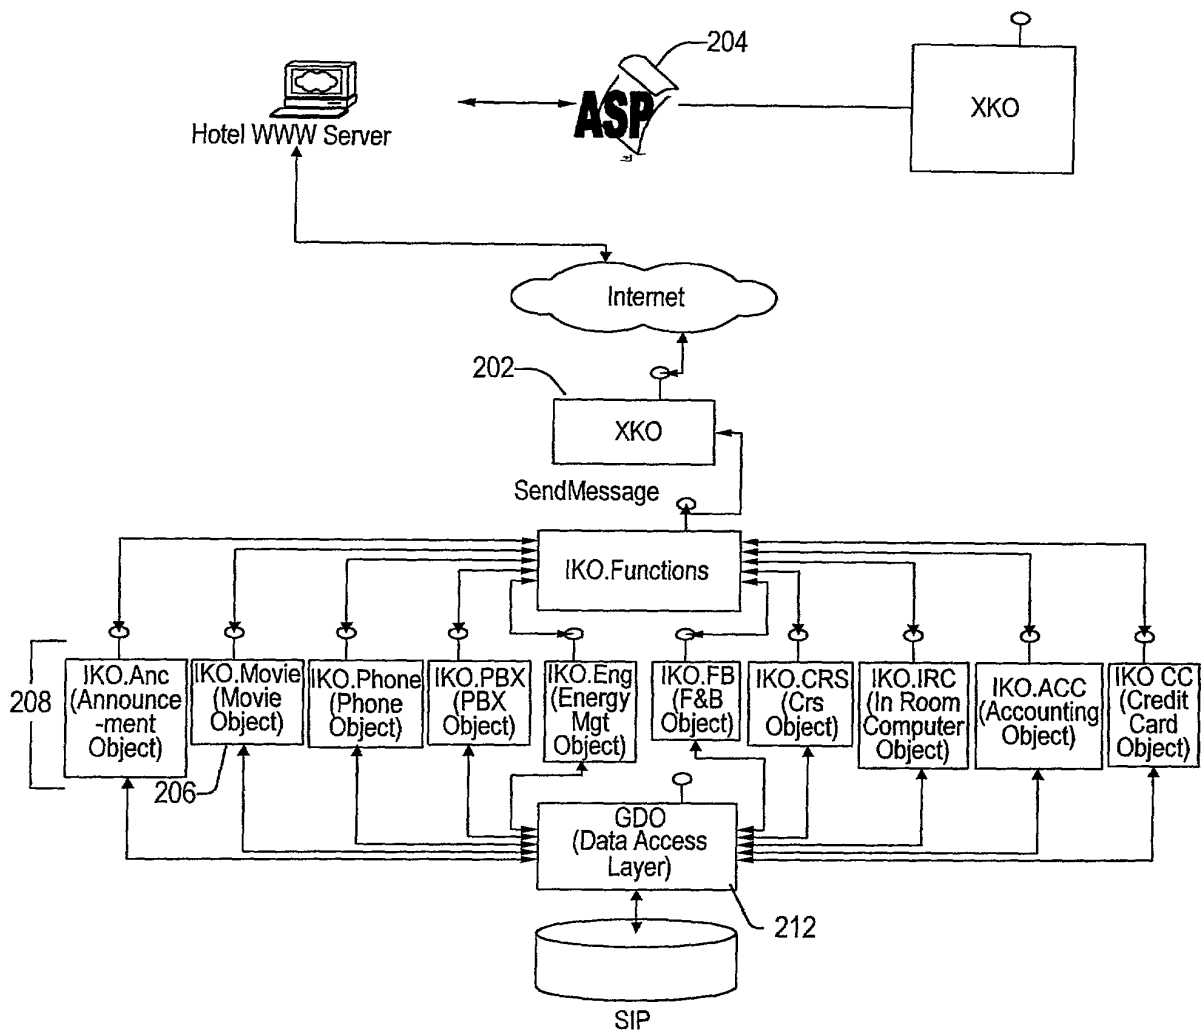 204
ASP
XKO
Hotel WWW Server
Internet
202
XKO
SendMessage
IKO.Functions
208
IKO.Anc
(Announce
-ment
Object)
IKO.Movie
(Movie
Object)
IKO.Phone
(Phone
Object)
IKO.PBX
(PBX
Object)
IKO.Eng
(Energy
Mgt
Object)
IKO.FB
(F&B
Object)
IKO.CRS
(Crs
Object)
IKO.IRC
(In Room
Computer
Object)
IKO.ACC
(Accounting
Object)
IKO CC
(Credit
Card
Object)
206
GDO
(Data Access
Layer)
212
SIP